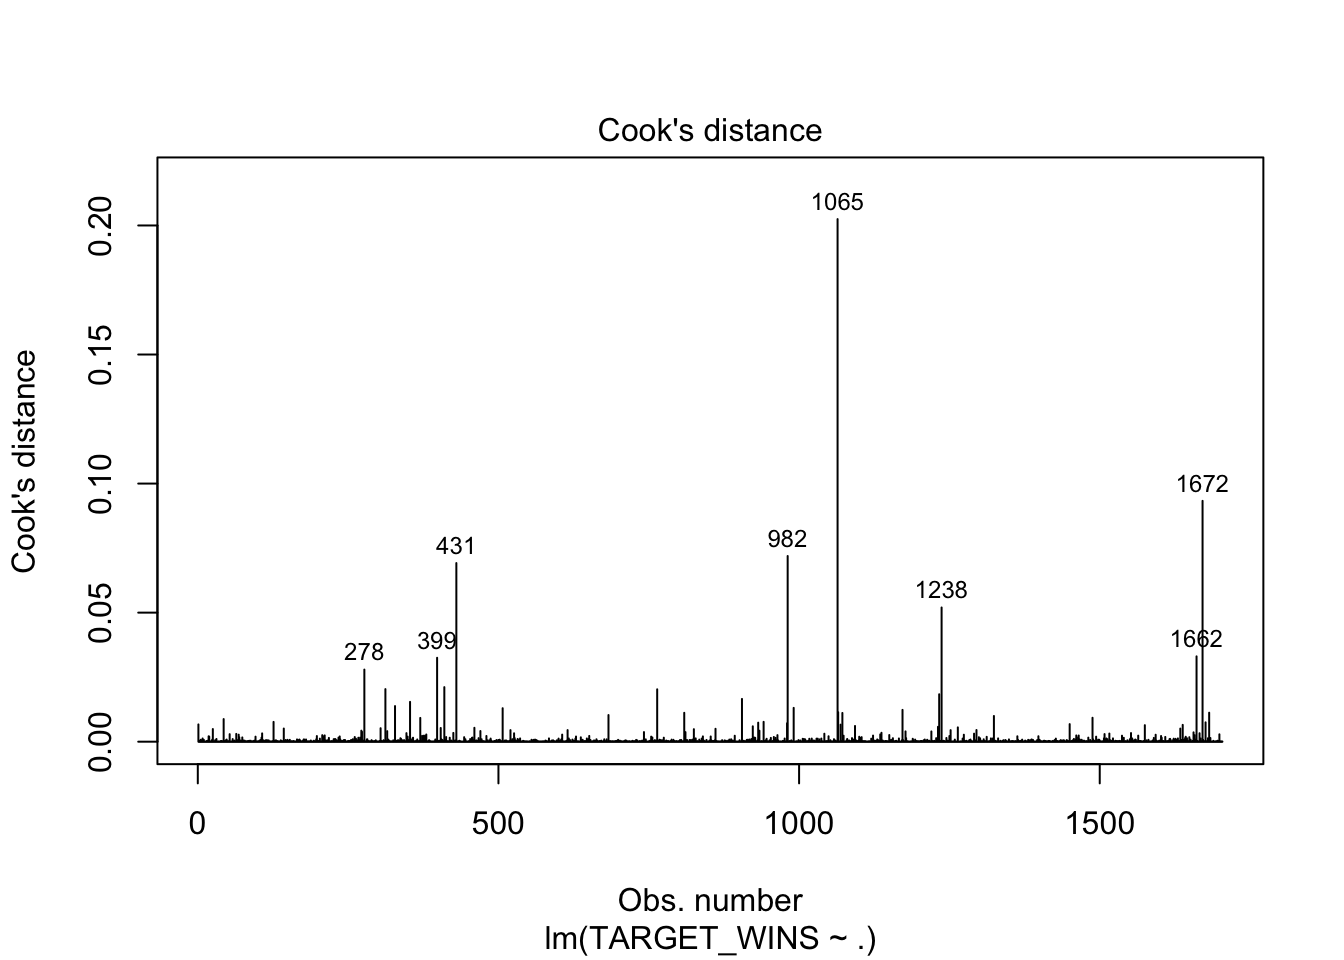 Cook's distance
Cook's distance
0.20
0.15
0.10
0.05
0.00
1065
1672
982
431
1238
399
1662
278
0 500 1000 1500
Obs. number
lm(TARGET_WINS ~ .)